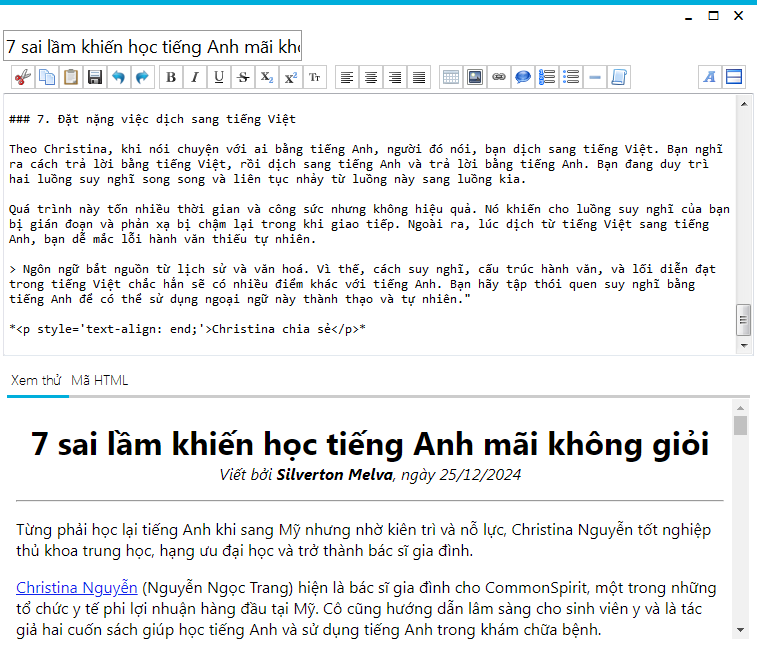 7 sai lầm khiến học tiếng Anh mãi khô
B I U S X₂ X² Tт A
### 7. Đặt nặng việc dịch sang tiếng Việt
Theo Christina, khi nói chuyện với ai bằng tiếng Anh, người đó nói, bạn dịch sang tiếng Việt. Bạn nghĩ
ra cách trả lời bằng tiếng Việt, rồi dịch sang tiếng Anh và trả lời bằng tiếng Anh. Bạn đang duy trì
hai luồng suy nghĩ song song và liên tục nhảy từ luồng này sang luồng kia.
Quá trình này tốn nhiều thời gian và công sức nhưng không hiệu quả. Nó khiến cho luồng suy nghĩ của bạn
bị gián đoạn và phản xạ bị chậm lại trong khi giao tiếp. Ngoài ra, lúc dịch từ tiếng Việt sang tiếng
Anh, bạn dễ mắc lỗi hành văn thiếu tự nhiên.
> Ngôn ngữ bắt nguồn từ lịch sử và văn hoá. Vì thế, cách suy nghĩ, cấu trúc hành văn, và lối diễn đạt
trong tiếng Việt chắc hẳn sẽ có nhiều điểm khác với tiếng Anh. Bạn hãy tập thói quen suy nghĩ bằng
tiếng Anh để có thể sử dụng ngoại ngữ này thành thạo và tự nhiên."
*<p style='text-align: end;'>Christina chia sẻ</p>*
Xem thử Mã HTML
7 sai lầm khiến học tiếng Anh mãi không giỏi
Viết bởi Silverton Melva, ngày 25/12/2024
Từng phải học lại tiếng Anh khi sang Mỹ nhưng nhờ kiên trì và nỗ lực, Christina Nguyễn tốt nghiệp
thủ khoa trung học, hạng ưu đại học và trở thành bác sĩ gia đình.
Christina Nguyễn (Nguyễn Ngọc Trang) hiện là bác sĩ gia đình cho CommonSpirit, một trong những
tổ chức y tế phi lợi nhuận hàng đầu tại Mỹ. Cô cũng hướng dẫn lâm sàng cho sinh viên y và là tác
giả hai cuốn sách giúp học tiếng Anh và sử dụng tiếng Anh trong khám chữa bệnh.